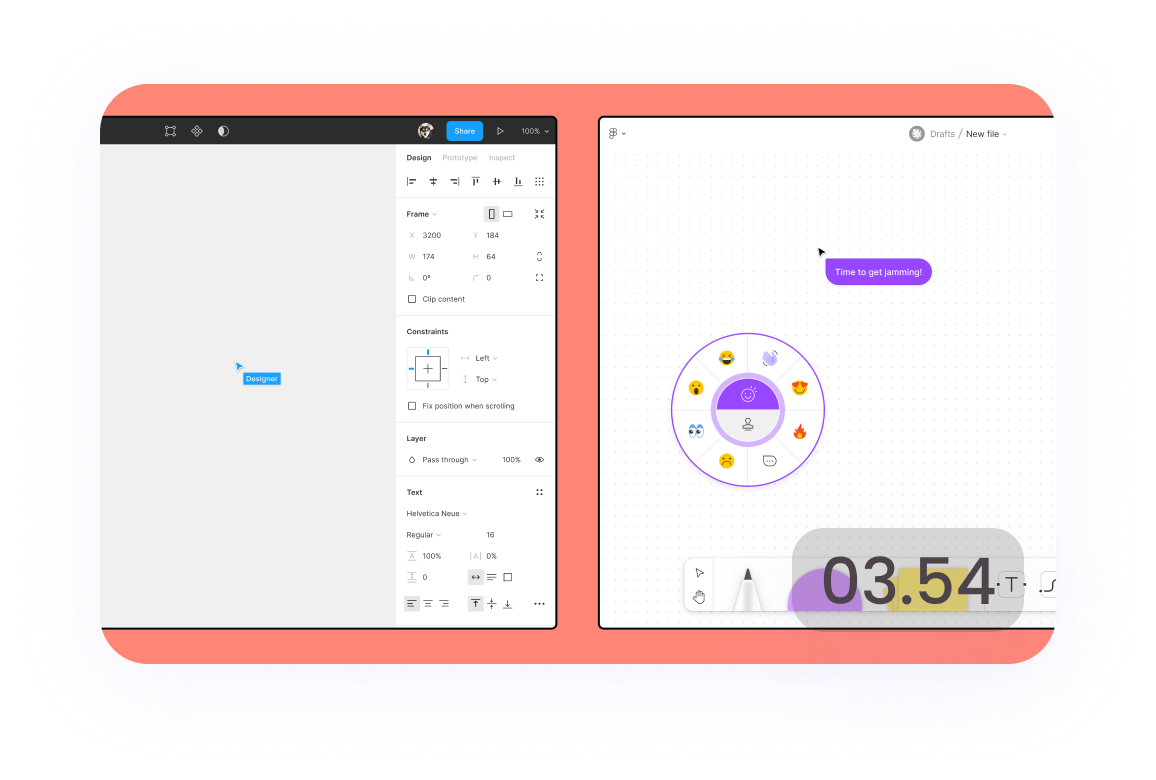 Share
100%
Design Prototype Inspect
Frame
X 3200 Y 184
W 174 H 64
0° 0
Clip content
Constraints
Left
Top
Fix position when scrolling
Layer
Pass through 100%
Text
Helvetica Neue
Regular 16
A 100% |A| 0%
0
Designer
Drafts / New file
Time to get jamming!
03.54
T